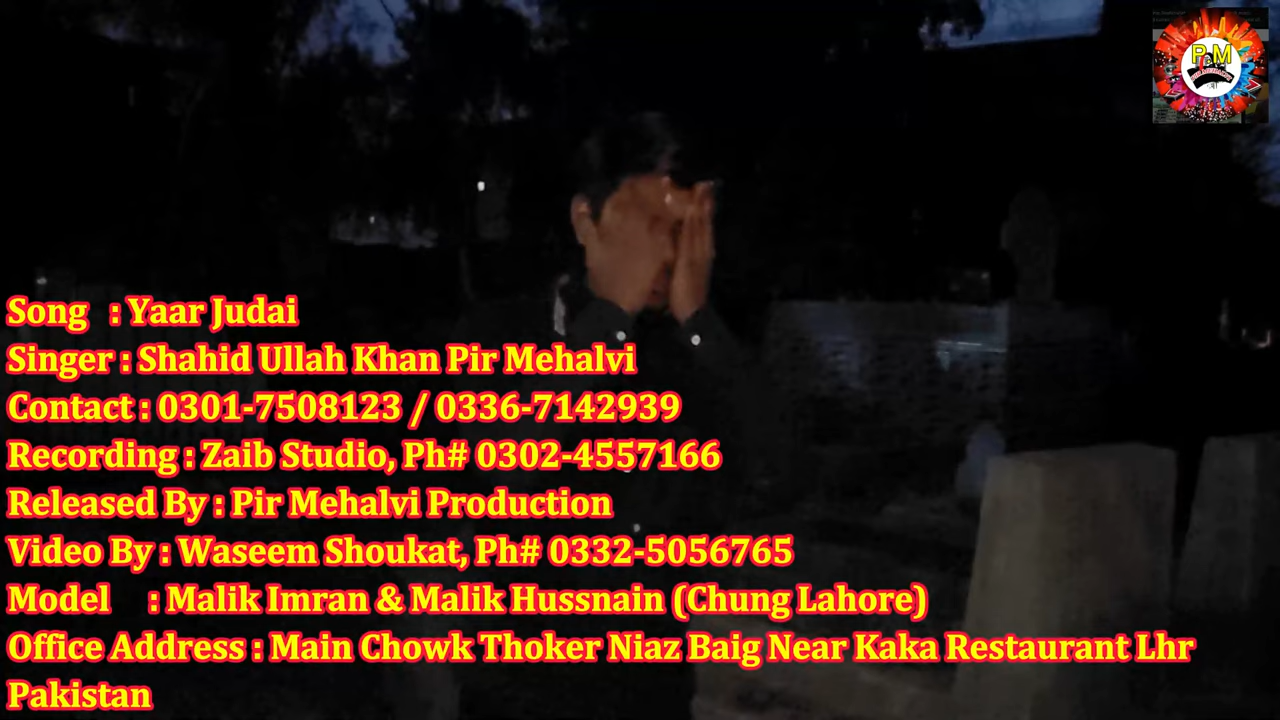 P M
Song : Yaar Judai
Singer : Shahid Ullah Khan Pir Mehalvi
Contact : 0301-7508123 / 0336-7142939
Recording : Zaib Studio, Ph# 0302-4557166
Released By : Pir Mehalvi Production
Video By : Waseem Shoukat, Ph# 0332-5056765
Model : Malik Imran & Malik Hussnain (Chung Lahore)
Office Address : Main Chowk Thoker Niaz Baig Near Kaka Restaurant Lhr
Pakistan